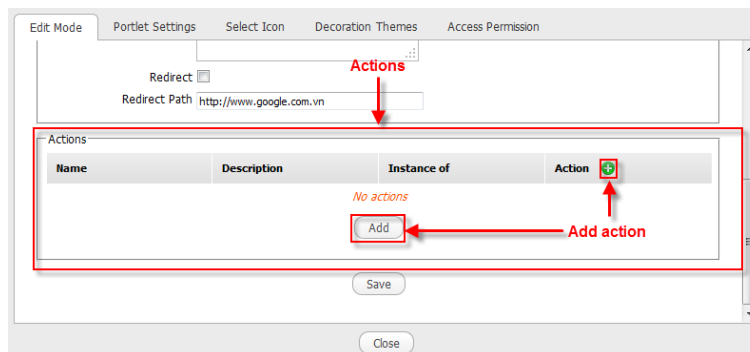 Edit Mode Portlet Settings Select Icon Decoration Themes Access Permission
Redirect
Actions
Redirect Path http://www.google.com.vn
Actions
Name Description Instance of Action
No actions
Add
Add action
Save
Close